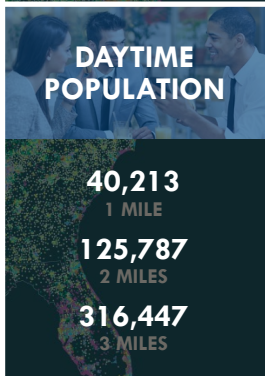 DAYTIME
POPULATION
40,213
1 MILE
125,787
2 MILES
316,447
3 MILES